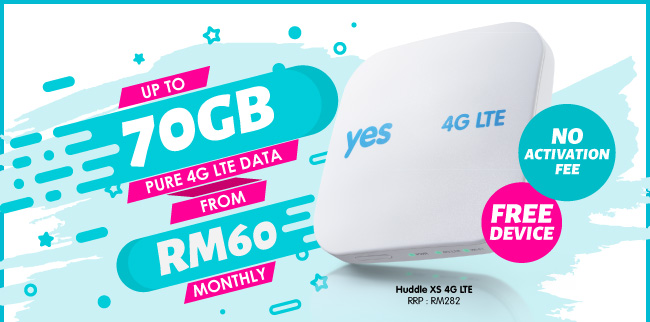 UP TO
70GB
PURE 4G LTE DATA
FROM
RM60
MONTHLY
yes
4G LTE
NO
ACTIVATION
FEE
FREE
DEVICE
Huddle XS 4G LTE
RRP : RM282